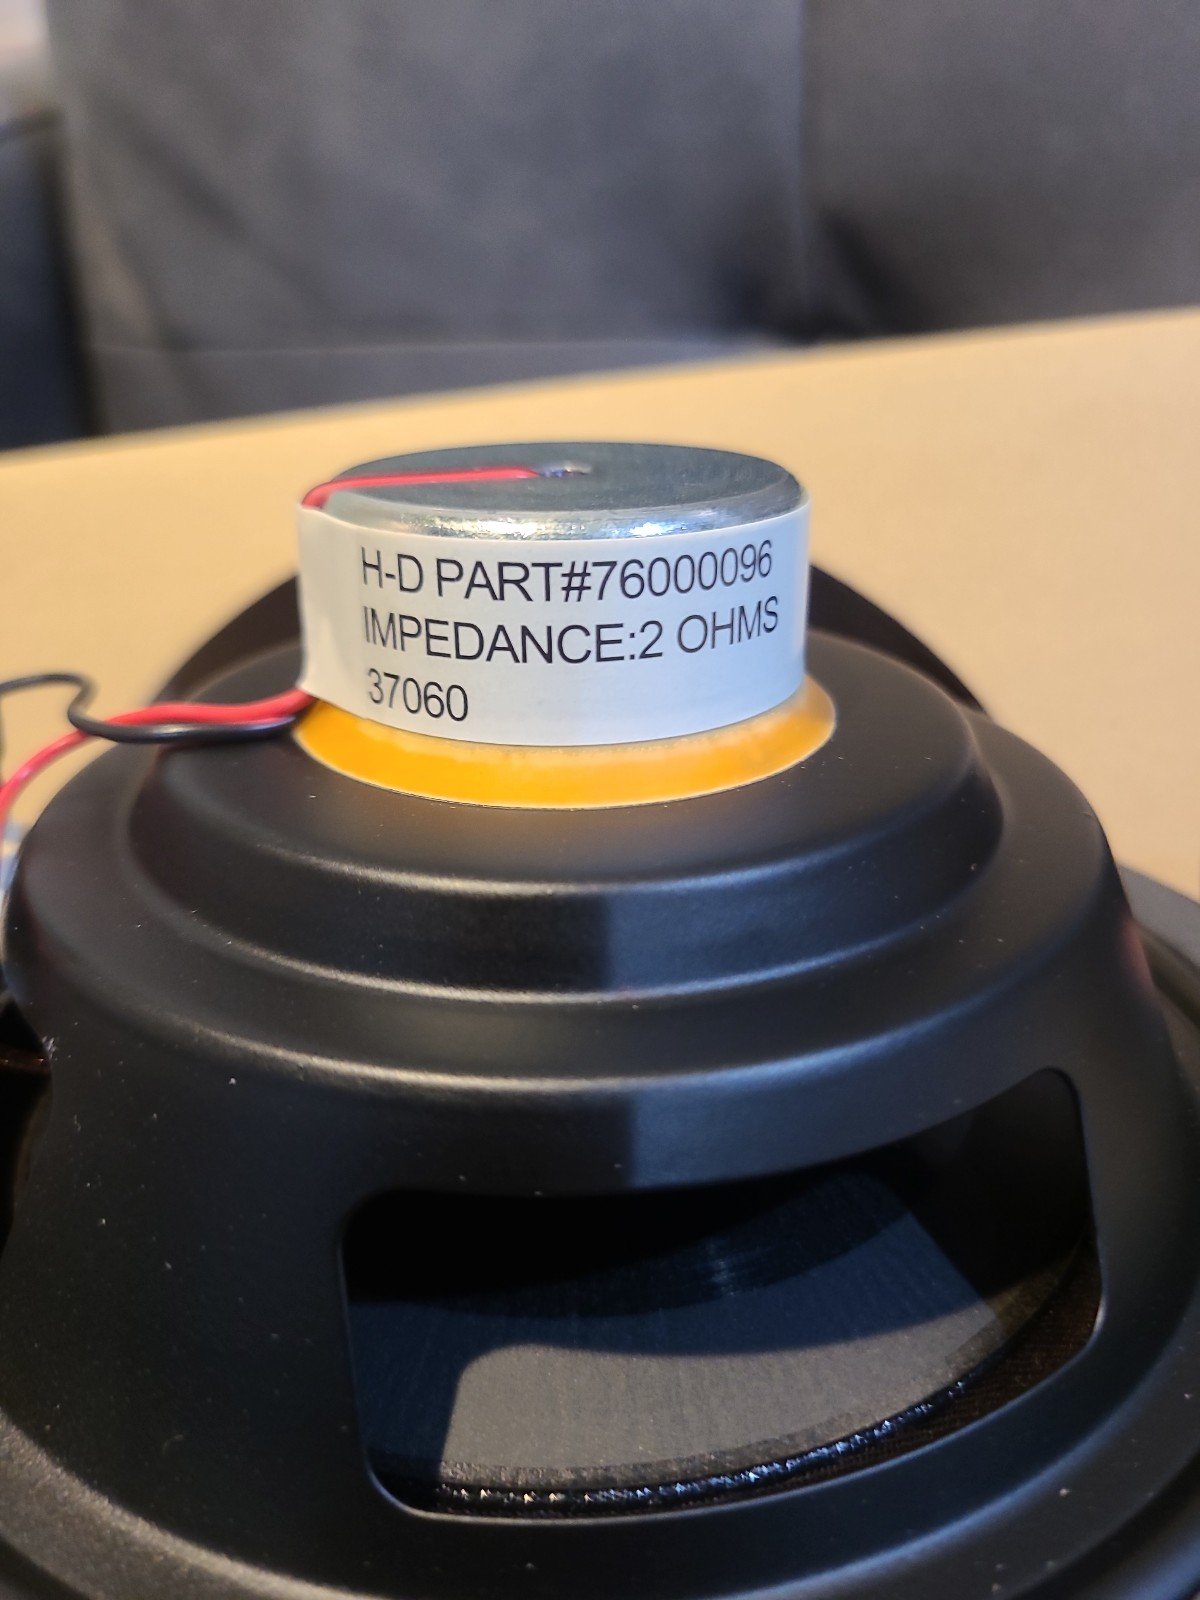 H-D PART#76000096
IMPEDANCE:2 OHMS
37060